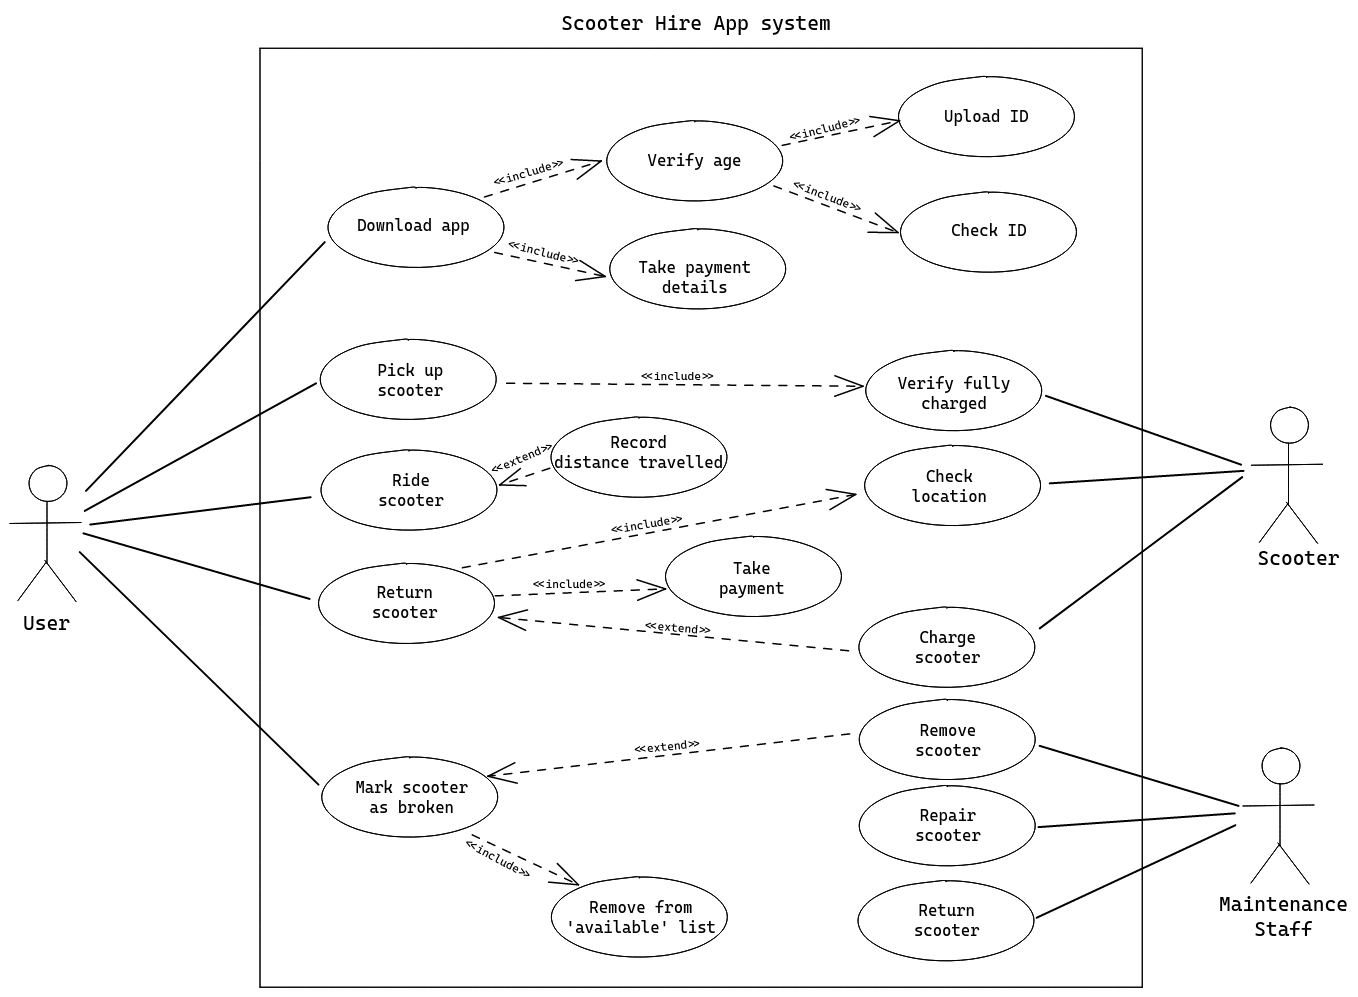 Scooter Hire App system
<<include>>
Upload ID
<<include>>
Verify age
<<include>>
<<include>>
Check ID
Download app
<<include>>
Take payment
details
Pick up
scooter
<<include>>
Verify fully
charged
Ride
scooter
<<extend>>
Record
distance travelled
Check
location
<<include>>
Return
scooter
<<include>>
Take
payment
<<extend>>
Charge
scooter
User
Scooter
Remove
scooter
<<extend>>
Mark scooter
as broken
Repair
scooter
<<include>>
Remove from
'available' list
Return
scooter
Maintenance
Staff